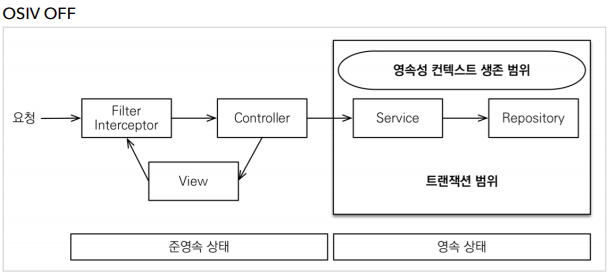 OSIV OFF
영속성 컨텍스트 생존 범위
요청
Filter
Interceptor
Controller
Service
Repository
View
트랜잭션 범위
준영속 상태
영속 상태